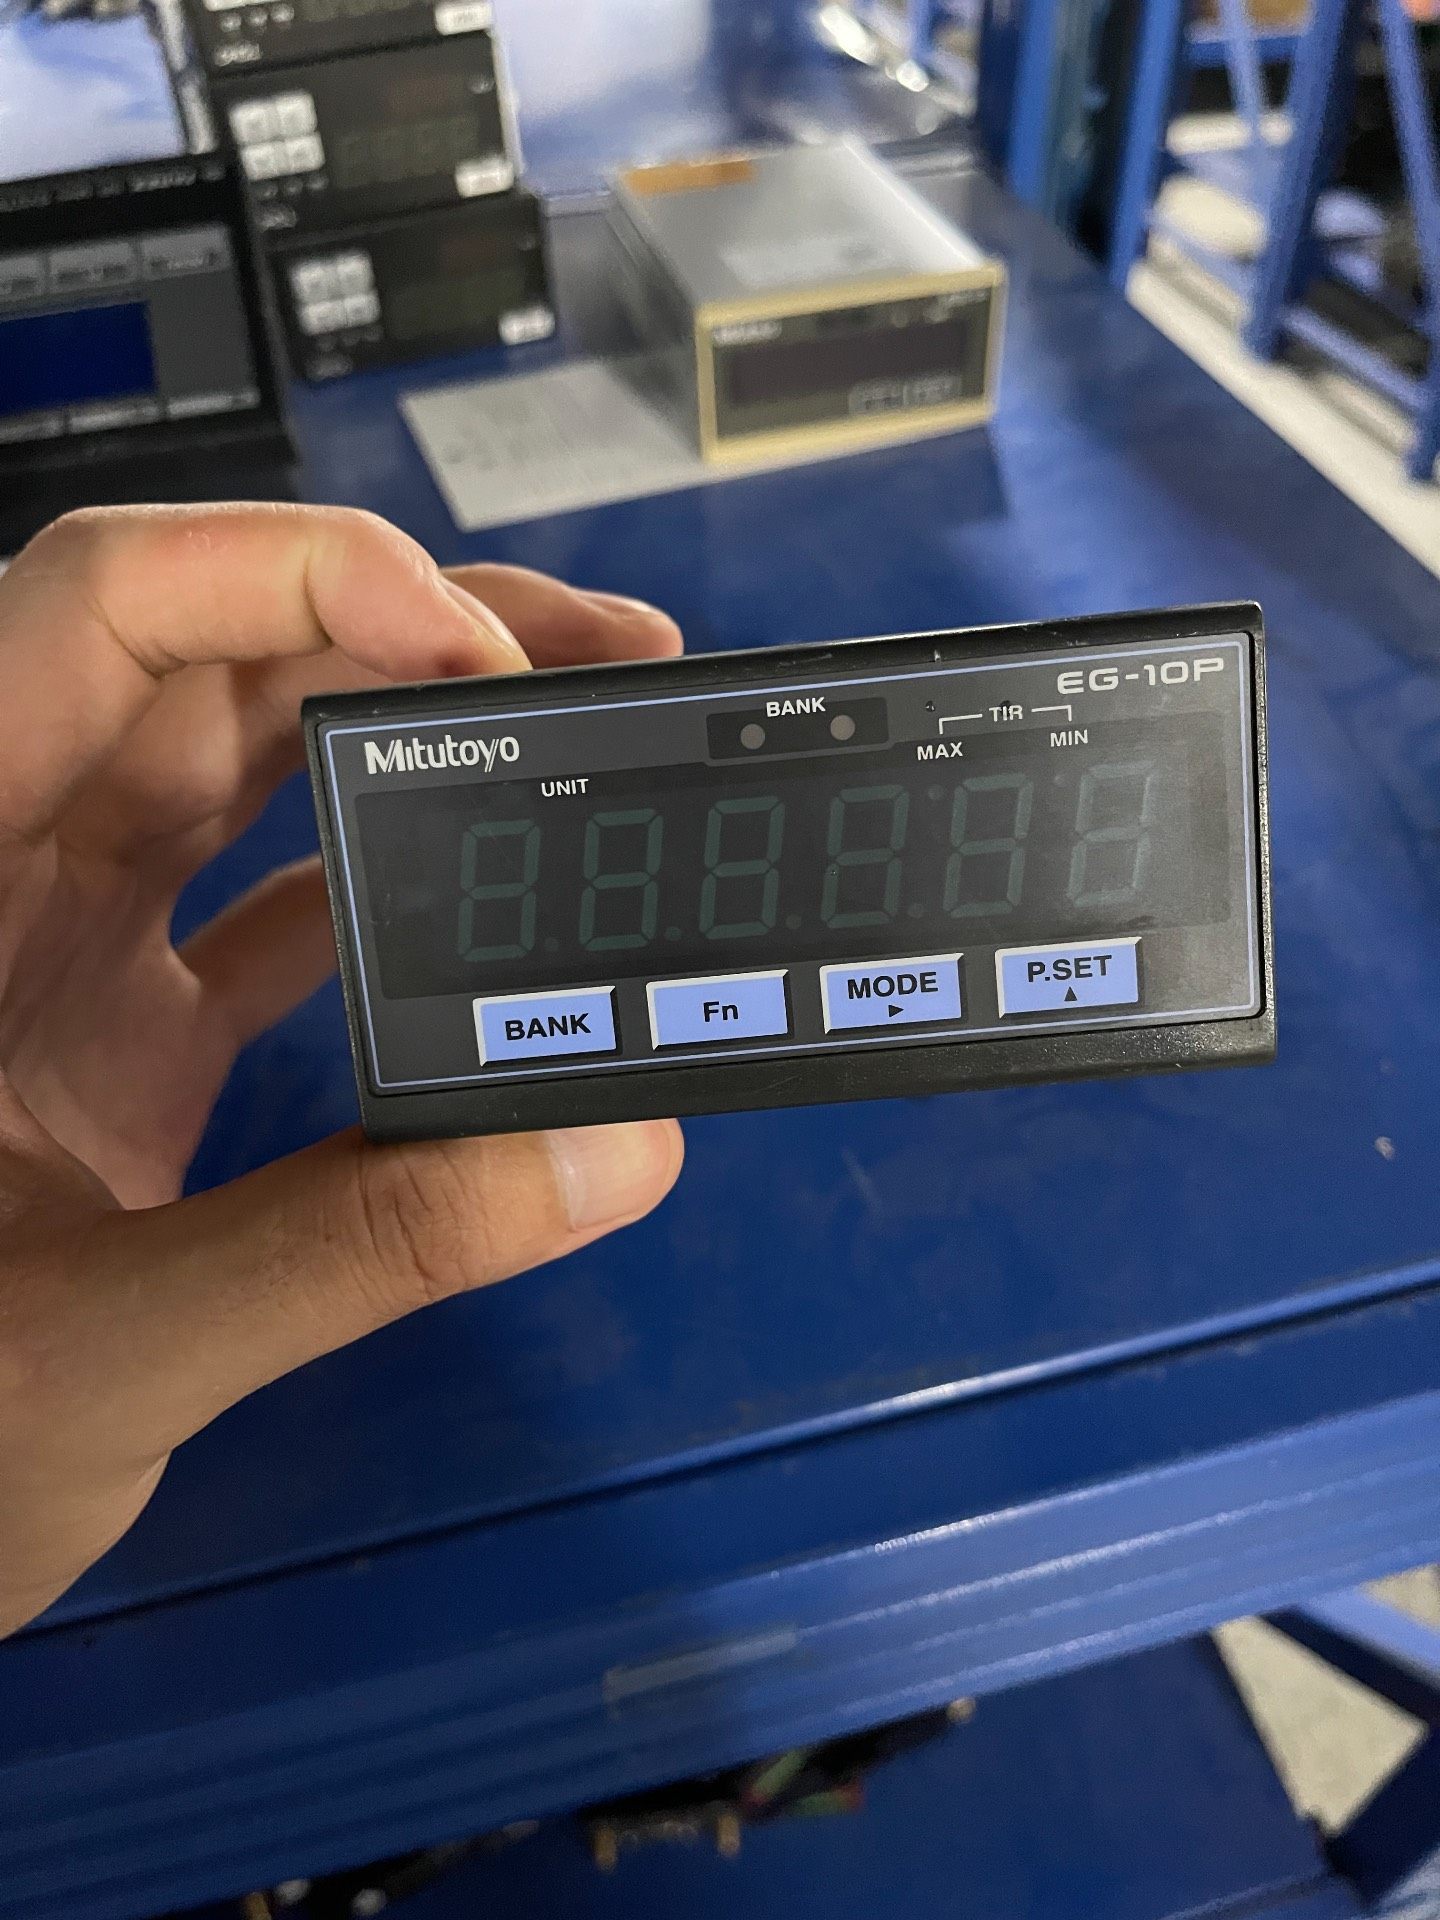 EG-10P
Mitutoyo
BANK
TIR
MAX MIN
UNIT
BANK Fn MODE P.SET